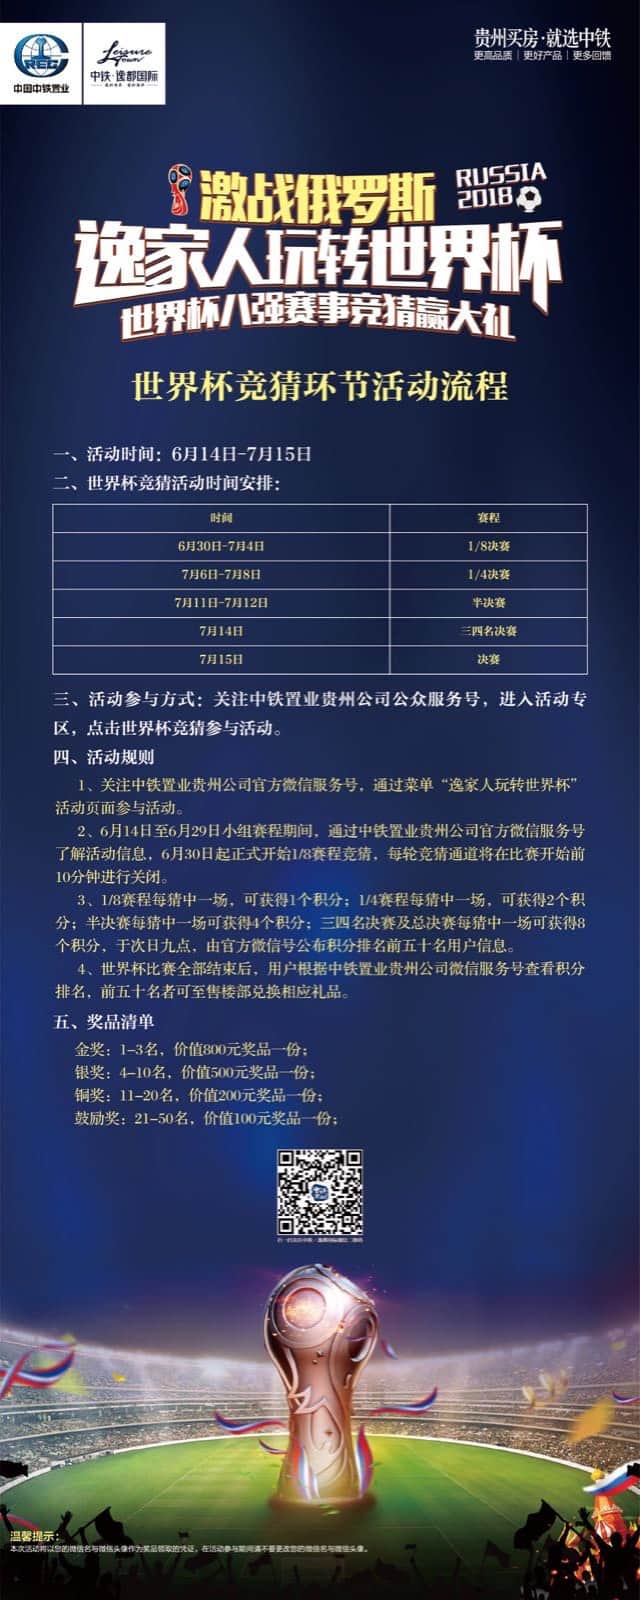 CREC
中国中铁置业
Leisure Town
中铁·逸都国际
贵州买房·就选中铁
更高品质｜更好产品｜更多回馈
激战俄罗斯
RUSSIA
2018
逸家人玩转世界杯
世界杯八强赛事竞猜赢大礼
世界杯竞猜环节活动流程
一、活动时间：6月14日-7月15日
二、世界杯竞猜活动时间安排：
时间 赛程
6月30日-7月4日 1/8决赛
7月6日-7月8日 1/4决赛
7月11日-7月12日 半决赛
7月14日 三四名决赛
7月15日 决赛
三、活动参与方式：关注中铁置业贵州公司公众服务号，进入活动专
区，点击世界杯竞猜参与活动。
四、活动规则
1、关注中铁置业贵州公司官方微信服务号，通过菜单“逸家人玩转世界杯”
活动页面参与活动。
2、6月14日至6月29日小组赛程期间，通过中铁置业贵州公司官方微信服务号
了解活动信息，6月30日起正式开始1/8赛程竞猜，每轮竞猜通道将在比赛开始前
10分钟进行关闭。
3、1/8赛程每猜中一场，可获得1个积分；1/4赛程每猜中一场，可获得2个积
分；半决赛每猜中一场可获得4个积分；三四名决赛及总决赛每猜中一场可获得8
个积分，于次日九点，由官方微信号公布积分排名前五十名用户信息。
4、世界杯比赛全部结束后，用户根据中铁置业贵州公司微信服务号查看积分
排名，前五十名者可至售楼部兑换相应礼品。
五、奖品清单
金奖：1-3名，价值800元奖品一份；
银奖：4-10名，价值500元奖品一份；
铜奖：11-20名，价值200元奖品一份；
鼓励奖：21-50名，价值100元奖品一份；
温馨提示：
本次活动将以您的微信名与微信头像作为奖品领取的凭证，在活动参与期间请不要更改您的微信名与微信头像。